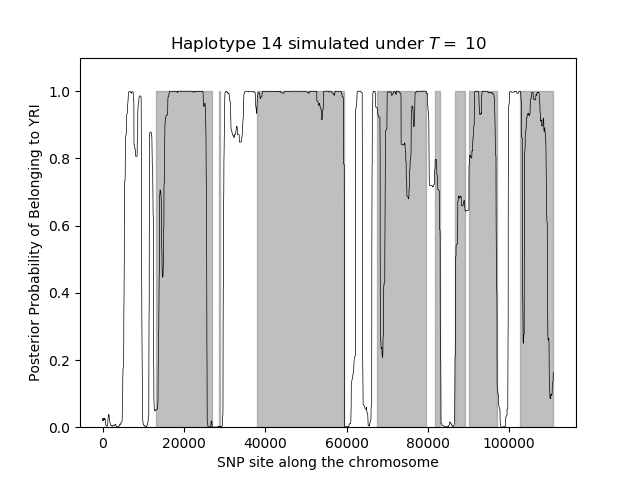 Haplotype 14 simulated under T = 10
Posterior Probability of Belonging to YRI
1.0
0.8
0.6
0.4
0.2
0.0
0 20000 40000 60000 80000 100000
SNP site along the chromosome